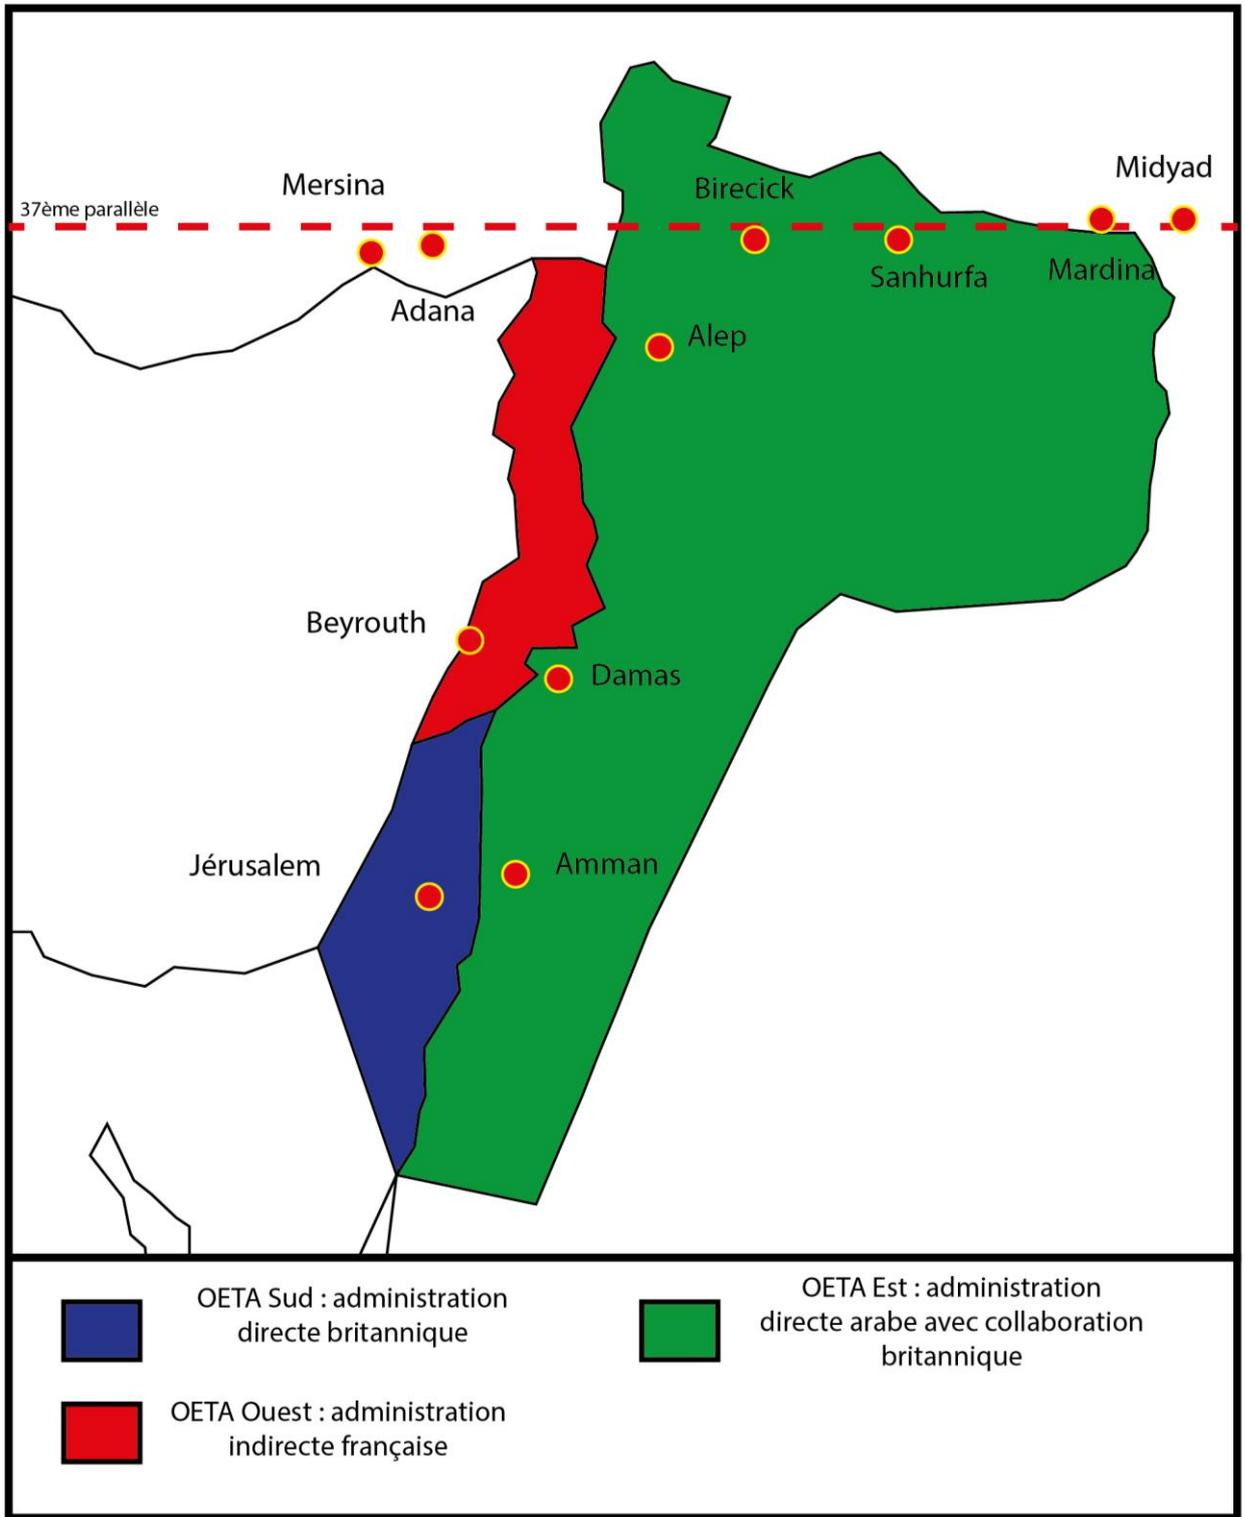 Midyad
Mersina
Birecick
37ème parallèle
Sanhurfa
Mardina
Adana
Alep
Beyrouth
Damas
Jérusalem
Amman
OETA Sud : administration
directe britannique
OETA Est : administration
directe arabe avec collaboration
britannique
OETA Ouest : administration
indirecte française